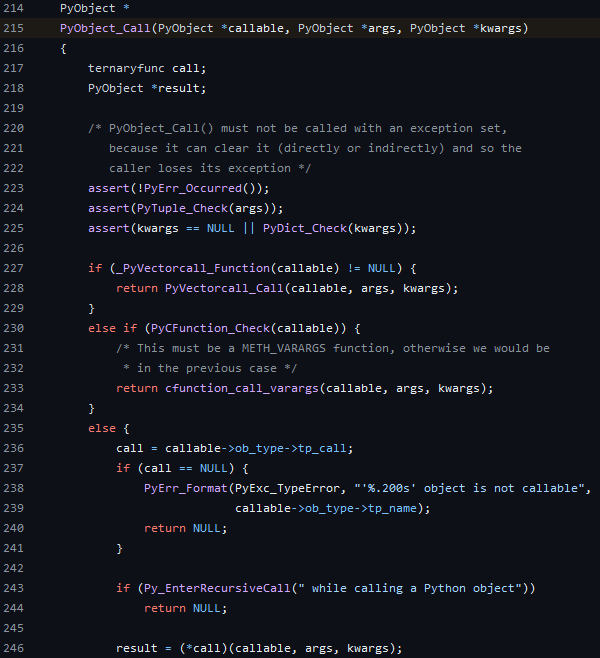 214 PyObject *
215 PyObject_Call(PyObject *callable, PyObject *args, PyObject *kwargs)
216 {
217     ternaryfunc call;
218     PyObject *result;
219
220     /* PyObject_Call() must not be called with an exception set,
221        because it can clear it (directly or indirectly) and so the
222        caller loses its exception */
223     assert(!PyErr_Occurred());
224     assert(PyTuple_Check(args));
225     assert(kwargs == NULL || PyDict_Check(kwargs));
226
227     if (_PyVectorcall_Function(callable) != NULL) {
228         return PyVectorcall_Call(callable, args, kwargs);
229     }
230     else if (PyCFunction_Check(callable)) {
231         /* This must be a METH_VARARGS function, otherwise we would be
232          * in the previous case */
233         return cfunction_call_varargs(callable, args, kwargs);
234     }
235     else {
236         call = callable->ob_type->tp_call;
237         if (call == NULL) {
238             PyErr_Format(PyExc_TypeError, "'%.200s' object is not callable",
239                          callable->ob_type->tp_name);
240             return NULL;
241         }
242
243         if (Py_EnterRecursiveCall(" while calling a Python object"))
244             return NULL;
245
246         result = (*call)(callable, args, kwargs);